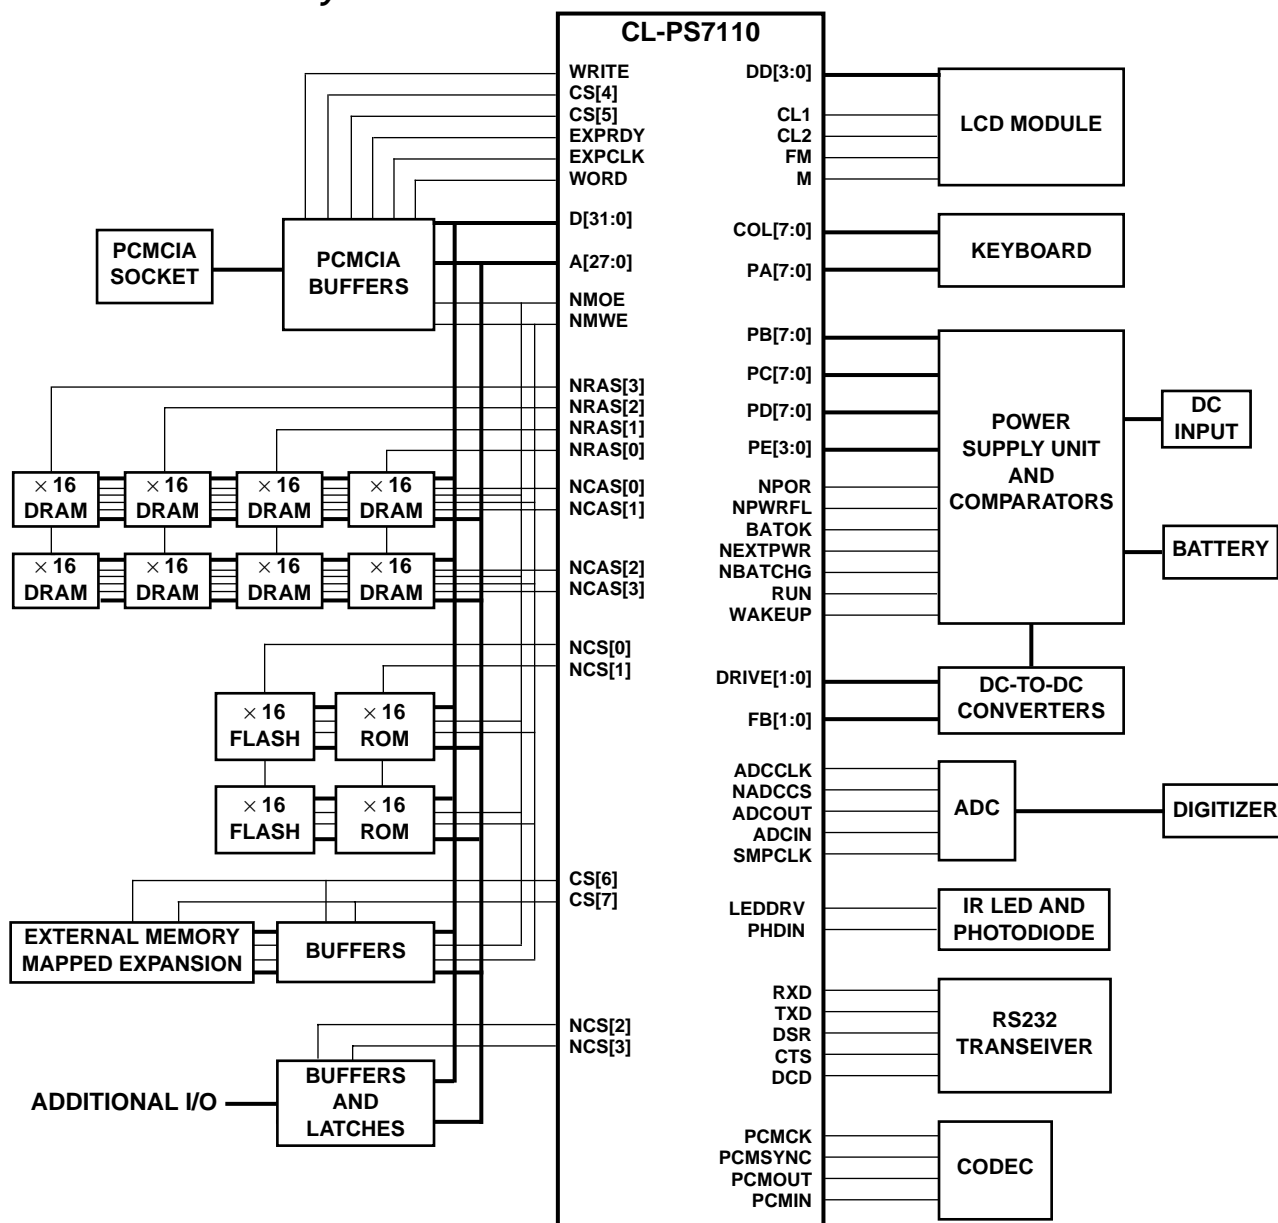 CL-PS7110
WRITE
CS[4]
CS[5]
EXPRDY
EXPCLK
WORD
D[31:0]
A[27:0]
NMOE
NMWE
NRAS[3]
NRAS[2]
NRAS[1]
NRAS[0]
NCAS[0]
NCAS[1]
NCAS[2]
NCAS[3]
NCS[0]
NCS[1]
CS[6]
CS[7]
NCS[2]
NCS[3]
DD[3:0]
CL1
CL2
FM
M
COL[7:0]
PA[7:0]
PB[7:0]
PC[7:0]
PD[7:0]
PE[3:0]
NPOR
NPWRFL
BATOK
NEXTPWR
NBATCHG
RUN
WAKEUP
DRIVE[1:0]
FB[1:0]
ADCCLK
NADCCS
ADCOUT
ADCIN
SMPCLK
LEDDRV
PHDIN
RXD
TXD
DSR
CTS
DCD
PCMCK
PCMSYNC
PCMOUT
PCMIN
PCMCIA
SOCKET
PCMCIA
BUFFERS
× 16
DRAM
× 16
DRAM
× 16
DRAM
× 16
DRAM
× 16
DRAM
× 16
DRAM
× 16
DRAM
× 16
DRAM
× 16
FLASH
× 16
ROM
× 16
FLASH
× 16
ROM
EXTERNAL MEMORY
MAPPED EXPANSION
BUFFERS
ADDITIONAL I/O
BUFFERS
AND
LATCHES
LCD MODULE
KEYBOARD
POWER
SUPPLY UNIT
AND
COMPARATORS
DC
INPUT
BATTERY
DC-TO-DC
CONVERTERS
ADC
DIGITIZER
IR LED AND
PHOTODIODE
RS232
TRANSEIVER
CODEC